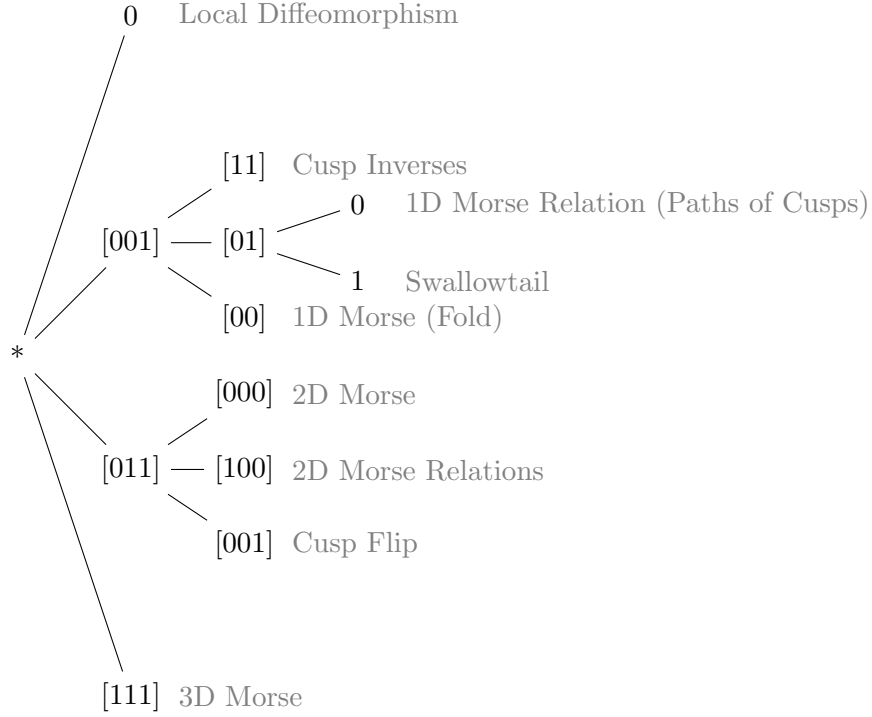 0 Local Diffeomorphism
[11] Cusp Inverses
0 1D Morse Relation (Paths of Cusps)
[001] [01]
1 Swallowtail
[00] 1D Morse (Fold)
*
[000] 2D Morse
[011] [100] 2D Morse Relations
[001] Cusp Flip
[111] 3D Morse